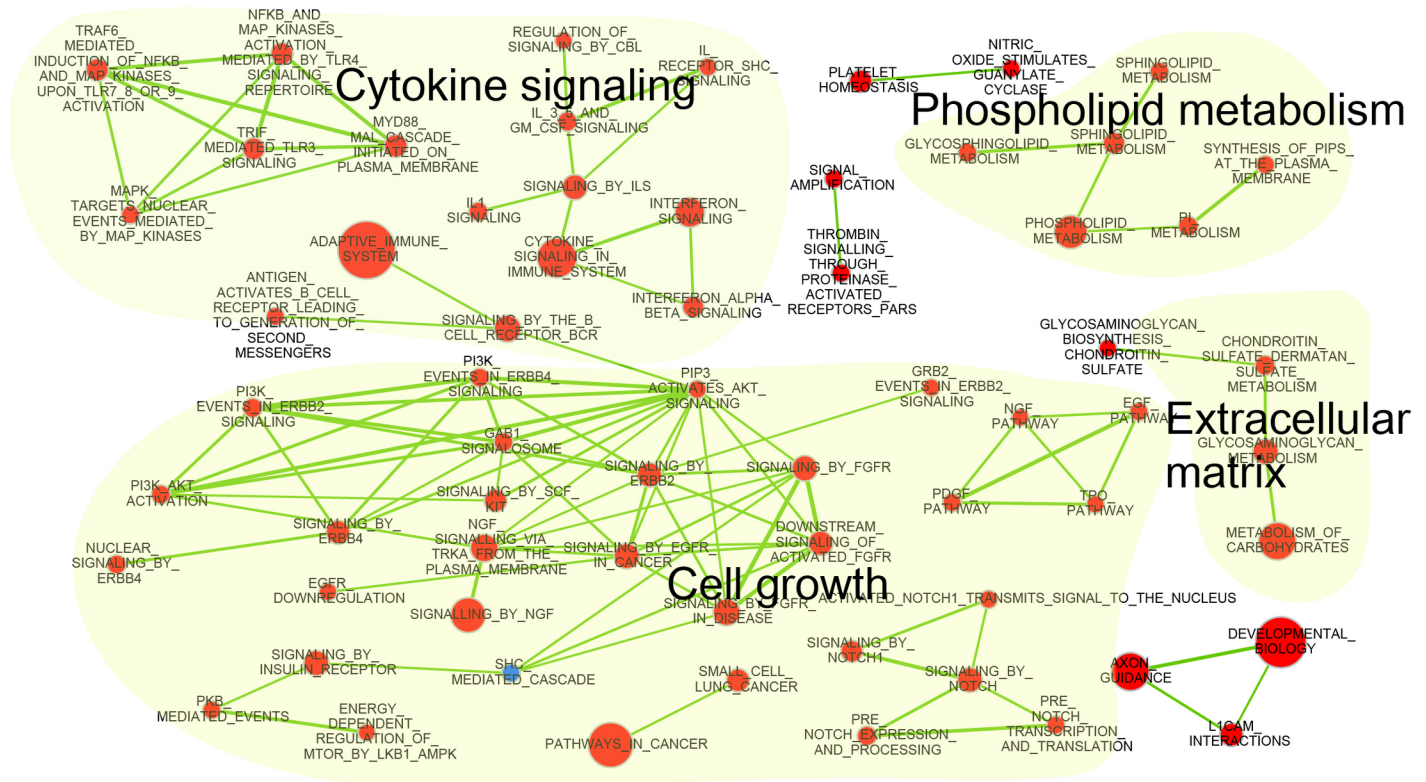 TRAF6_
MEDIATED_
INDUCTION_OF_NFKB_
AND_MAP_KINASES_
UPON_TLR7_8_OR_9_
ACTIVATION
NFKB_AND_
MAP_KINASES_
ACTIVATION_
MEDIATED_BY_TLR4_
SIGNALING_
REPERTOIRE
REGULATION_OF_
SIGNALING_BY_CBL
IL_
RECEPTOR_SHC_
SIGNALING
Cytokine signaling
IL_3_5_AND_
GM_CSF_SIGNALING
TRIF_
MEDIATED_TLR3_
SIGNALING
MYD88_
MAL_CASCADE_
INITIATED_ON_
PLASMA_MEMBRANE
MAPK_
TARGETS_NUCLEAR_
EVENTS_MEDIATED_
BY_MAP_KINASES
SIGNALING_BY_ILS
IL1_
SIGNALING
INTERFERON_
SIGNALING
ADAPTIVE_IMMUNE_
SYSTEM
CYTOKINE_
SIGNALING_IN_
IMMUNE_SYSTEM
ANTIGEN_
ACTIVATES_B_CELL_
RECEPTOR_LEADING_
TO_GENERATION_OF_
SECOND_
MESSENGERS
SIGNALING_BY_THE_B_
CELL_RECEPTOR_BCR
INTERFERON_ALPHA_
BETA_SIGNALING
PLATELET_
HOMEOSTASIS
NITRIC_
OXIDE_STIMULATES_
GUANYLATE_
CYCLASE
SIGNAL_
AMPLIFICATION
THROMBIN_
SIGNALLING_
THROUGH_
PROTEINASE_
ACTIVATED_
RECEPTORS_PARS
SPHINGOLIPID_
METABOLISM
Phospholipid metabolism
GLYCOSPHINGOLIPID_
METABOLISM
SPHINGOLIPID_
METABOLISM
SYNTHESIS_OF_PIPS_
AT_THE_PLASMA_
MEMBRANE
PHOSPHOLIPID_
METABOLISM
PI_
METABOLISM
GLYCOSAMINOGLYCAN_
BIOSYNTHESIS_
CHONDROITIN_
SULFATE
CHONDROITIN_
SULFATE_DERMATAN_
SULFATE_
METABOLISM
Extracellular
matrix
GLYCOSAMINOGLYCAN_
METABOLISM
METABOLISM_OF_
CARBOHYDRATES
PI3K_
EVENTS_IN_ERBB4_
SIGNALING
PI3K_
EVENTS_IN_ERBB2_
SIGNALING
PIP3_
ACTIVATES_AKT_
SIGNALING
GRB2_
EVENTS_IN_ERBB2_
SIGNALING
NGF_
PATHWAY
EGF_
PATHWAY
GAB1_
SIGNALOSOME
SIGNALING_BY_
ERBB2
SIGNALING_BY_FGFR
PI3K_AKT_
ACTIVATION
SIGNALING_BY_SCF_
KIT
PDGF_
PATHWAY
TPO_
PATHWAY
SIGNALING_BY_
ERBB4
NGF_
SIGNALLING_VIA_
TRKA_FROM_THE_
PLASMA_MEMBRANE
SIGNALING_BY_EGFR_
IN_CANCER
DOWNSTREAM_
SIGNALING_OF_
ACTIVATED_FGFR
NUCLEAR_
SIGNALING_BY_
ERBB4
EGFR_
DOWNREGULATION
Cell growth
SIGNALLING_BY_NGF
SIGNALING_BY_FGFR_
IN_DISEASE
ACTIVATED_NOTCH1_TRANSMITS_SIGNAL_TO_THE_NUCLEUS
SIGNALING_BY_
INSULIN_RECEPTOR
SHC_
MEDIATED_CASCADE
SMALL_CELL_
LUNG_CANCER
SIGNALING_BY_
NOTCH1
SIGNALING_BY_
NOTCH
PKB_
MEDIATED_EVENTS
ENERGY_
DEPENDENT_
REGULATION_OF_
MTOR_BY_LKB1_AMPK
PATHWAYS_IN_CANCER
PRE_
NOTCH_EXPRESSION_
AND_PROCESSING
PRE_
NOTCH_
TRANSCRIPTION_
AND_TRANSLATION
DEVELOPMENTAL_
BIOLOGY
AXON_
GUIDANCE
L1CAM_
INTERACTIONS